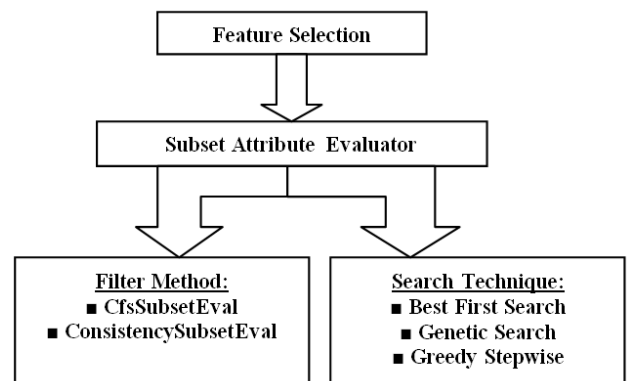 Feature Selection
Subset Attribute Evaluator
Filter Method:
■ CfsSubsetEval
■ ConsistencySubsetEval
Search Technique:
■ Best First Search
■ Genetic Search
■ Greedy Stepwise